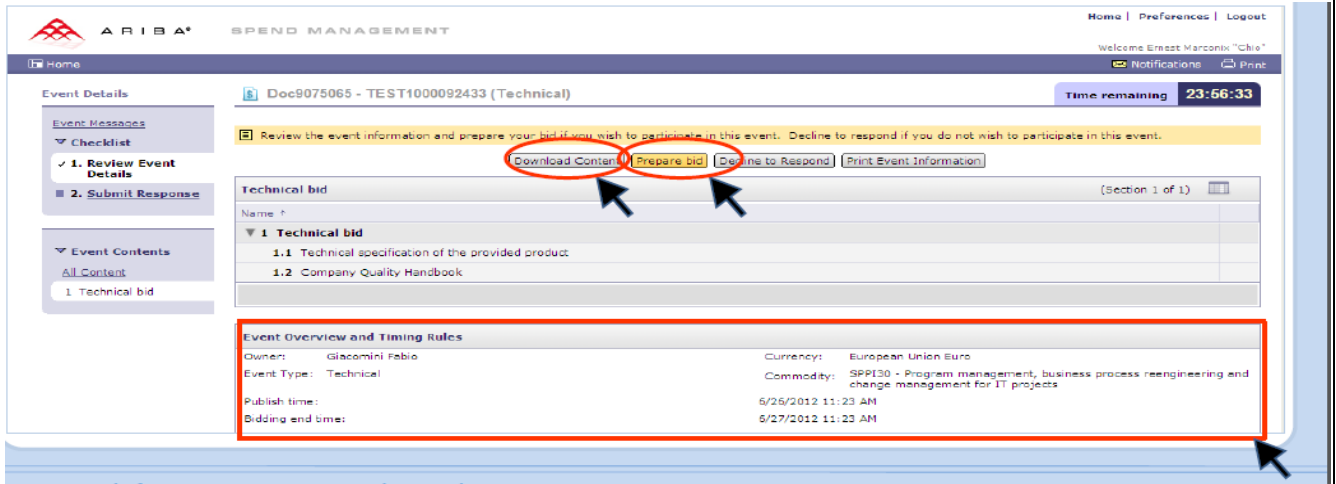 Home | Preferences | Logout
ARIBA® SPEND MANAGEMENT
Welcome Ernest Marconix "Chio"
Home Notifications Print
Event Details
Doc9075065 - TEST1000092433 (Technical)
Time remaining 23:56:33
Event Messages
Checklist
1. Review Event
Details
2. Submit Response
Review the event information and prepare your bid if you wish to participate in this event. Decline to respond if you do not wish to participate in this event.
Download Content Prepare bid Decline to Respond Print Event Information
Technical bid (Section 1 of 1)
Name ↑
1 Technical bid
1.1 Technical specification of the provided product
1.2 Company Quality Handbook
Event Contents
All Content
1 Technical bid
Event Overview and Timing Rules
Owner: Giacomini Fabio Currency: European Union Euro
Event Type: Technical Commodity: SPPI30 - Program management, business process reengineering and
change management for IT projects
Publish time: 6/26/2012 11:23 AM
Bidding end time: 6/27/2012 11:23 AM